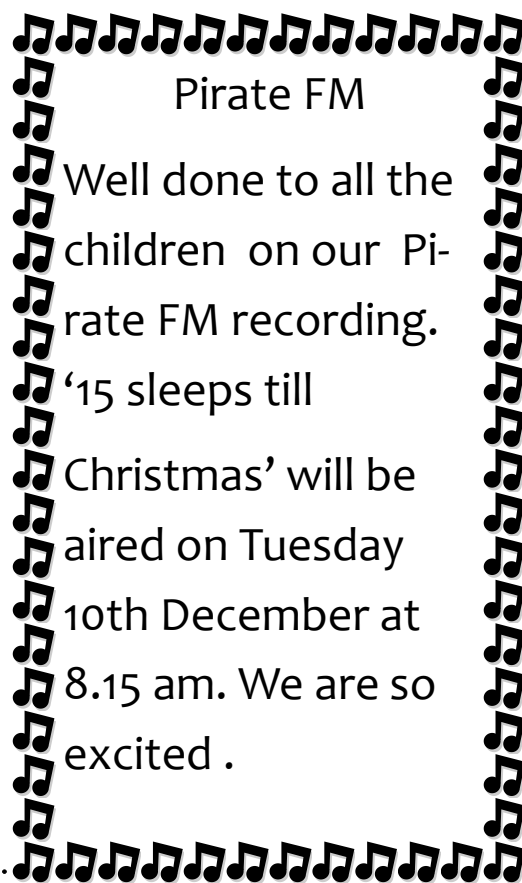 Pirate FM
Well done to all the
children on our Pi-
rate FM recording.
‘15 sleeps till
Christmas’ will be
aired on Tuesday
10th December at
8.15 am. We are so
excited .
.